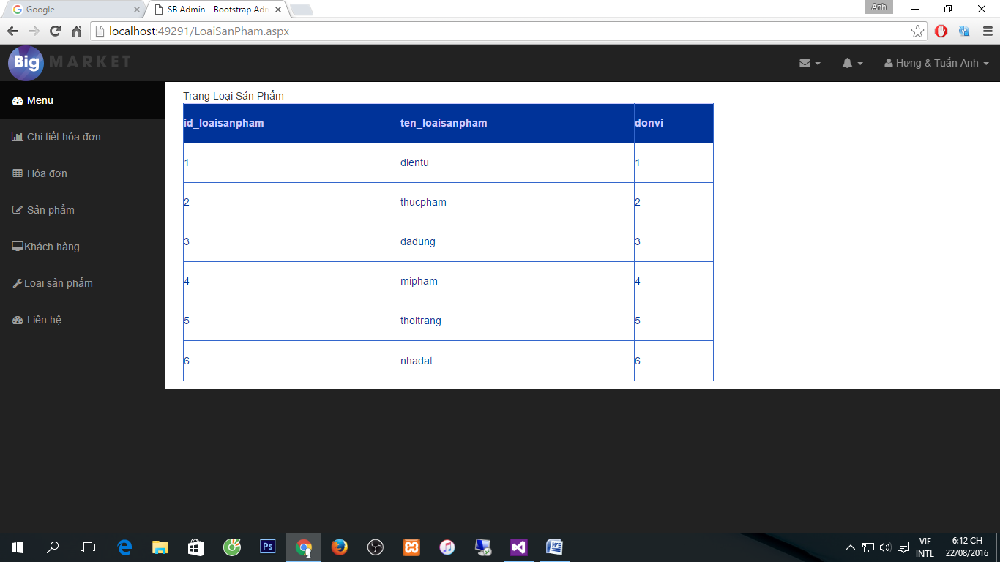 Google
SB Admin - Bootstrap Adm
Anh
localhost:49291/LoaiSanPham.aspx
Big MARKET
Hưng & Tuấn Anh
Menu
Chi tiết hóa đơn
Hóa đơn
Sản phẩm
Khách hàng
Loại sản phẩm
Liên hệ
Trang Loại Sản Phẩm
id_loaisanpham ten_loaisanpham donvi
1 dientu 1
2 thucpham 2
3 dadung 3
4 mipham 4
5 thoitrang 5
6 nhadat 6
Ps
VIE
INTL
6:12 CH
22/08/2016